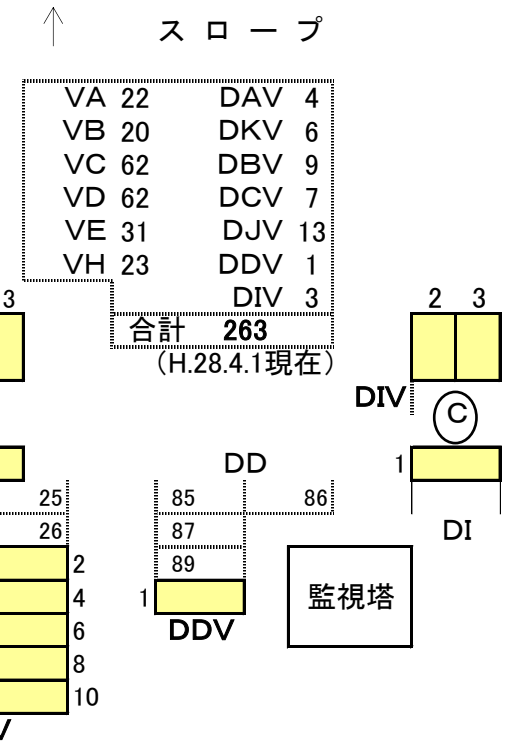 スロープ
VA 22 DAV 4
VB 20 DKV 6
VC 62 DBV 9
VD 62 DCV 7
VE 31 DJV 13
VH 23 DDV 1
DIV 3
合計 263
(H.28.4.1現在)
3
2 3
DIV
C
1
DI
DD
25 85 86
26 87
89
2
4
6
8
10
1
DDV
監視塔
V